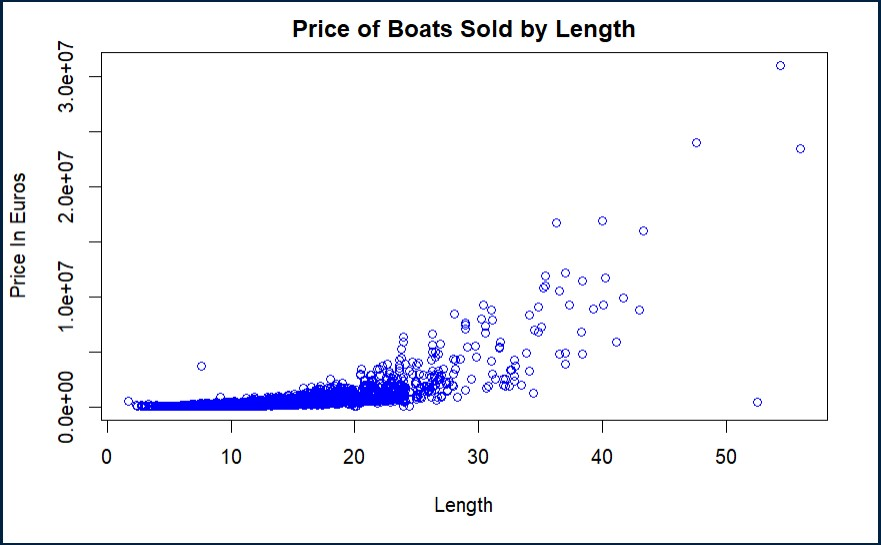 Price of Boats Sold by Length
Price In Euros
3.0e+07
2.0e+07
1.0e+07
0.0e+00
0 10 20 30 40 50
Length